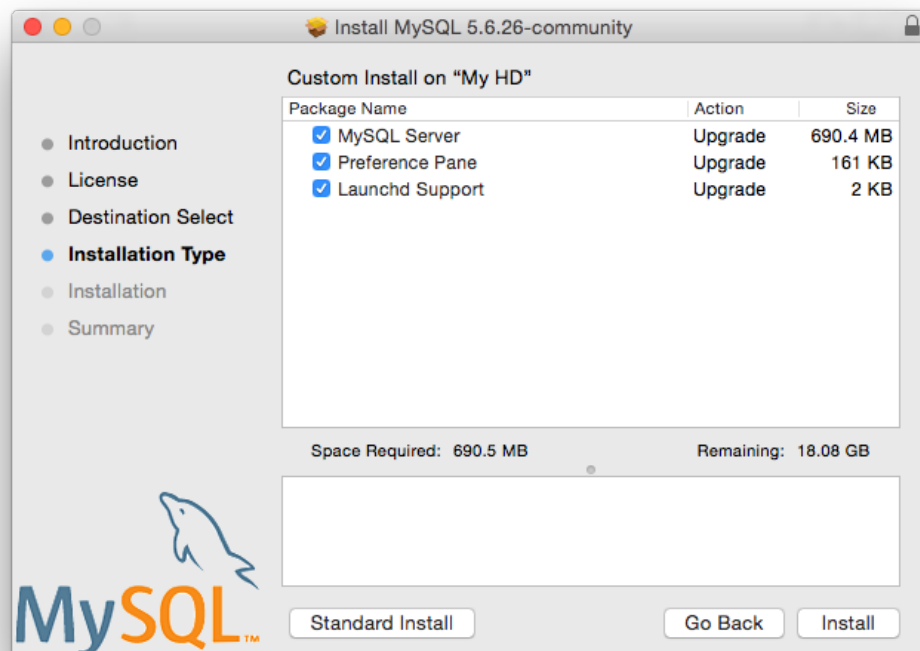 Install MySQL 5.6.26-community
Custom Install on “My HD”
Package Name Action Size
MySQL Server Upgrade 690.4 MB
Preference Pane Upgrade 161 KB
Launchd Support Upgrade 2 KB
Introduction
License
Destination Select
Installation Type
Installation
Summary
Space Required: 690.5 MB Remaining: 18.08 GB
MySQL™
Standard Install Go Back Install